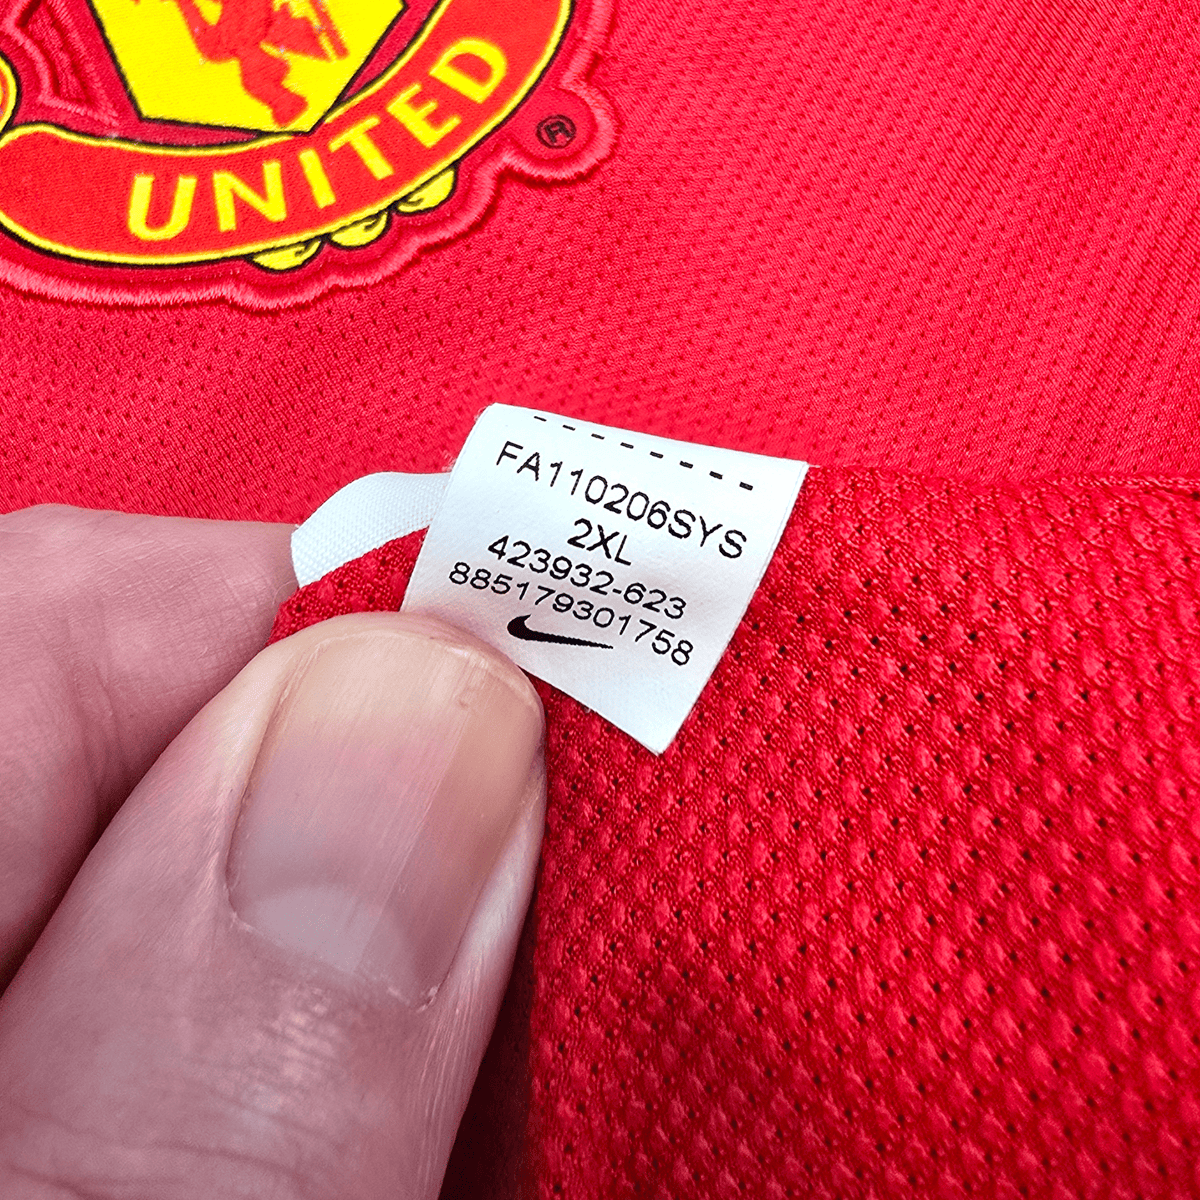 UNITED
®
FA110206SYS
2XL
423932-623
885179301758